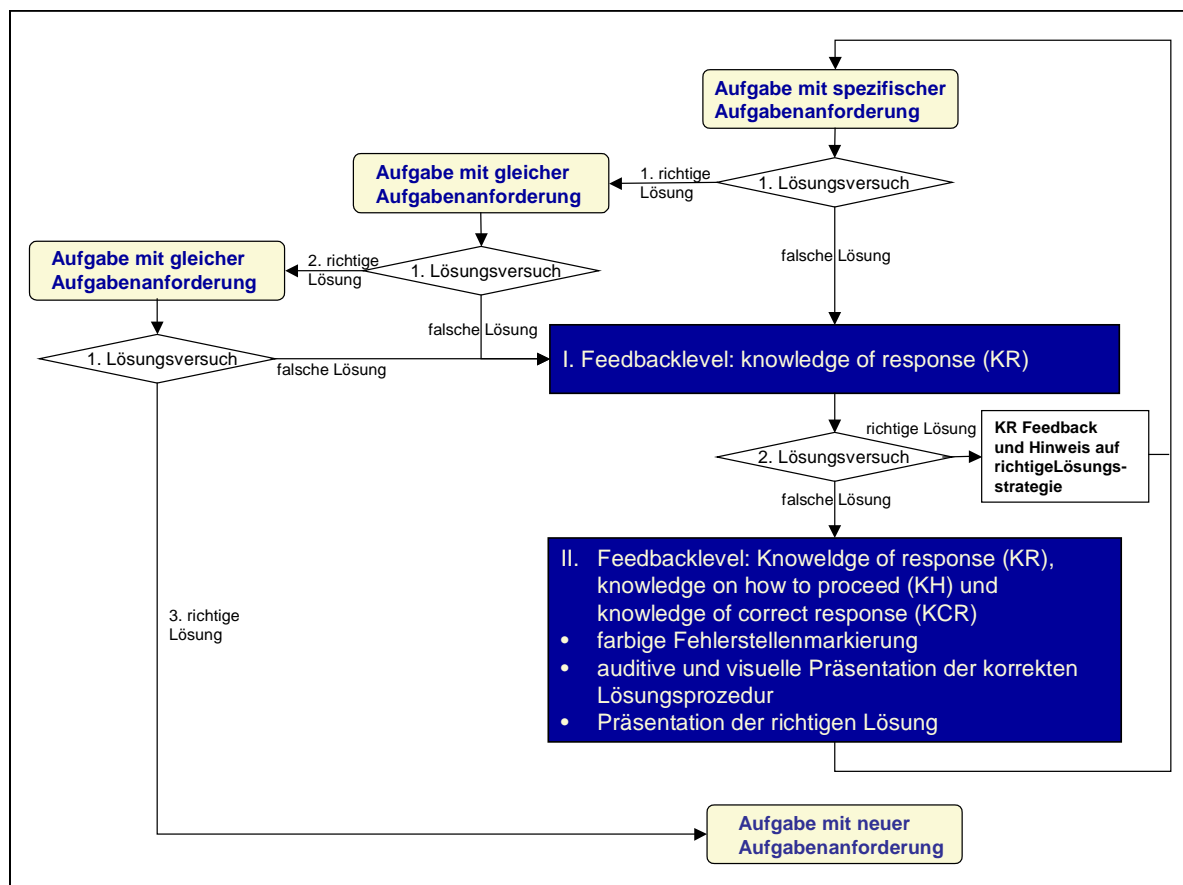 Aufgabe mit spezifischer
Aufgabenanforderung
1. Lösungsversuch
1. richtige
Lösung
Aufgabe mit gleicher
Aufgabenanforderung
falsche Lösung
1. Lösungsversuch
2. richtige
Lösung
Aufgabe mit gleicher
Aufgabenanforderung
falsche Lösung
1. Lösungsversuch
falsche Lösung
I. Feedbacklevel: knowledge of response (KR)
2. Lösungsversuch
richtige Lösung
KR Feedback
und Hinweis auf
richtigeLösungs-
strategie
falsche Lösung
II. Feedbacklevel: Knoweldge of response (KR),
knowledge on how to proceed (KH) und
knowledge of correct response (KCR)
• farbige Fehlerstellenmarkierung
• auditive und visuelle Präsentation der korrekten
Lösungsprozedur
• Präsentation der richtigen Lösung
3. richtige
Lösung
Aufgabe mit neuer
Aufgabenanforderung